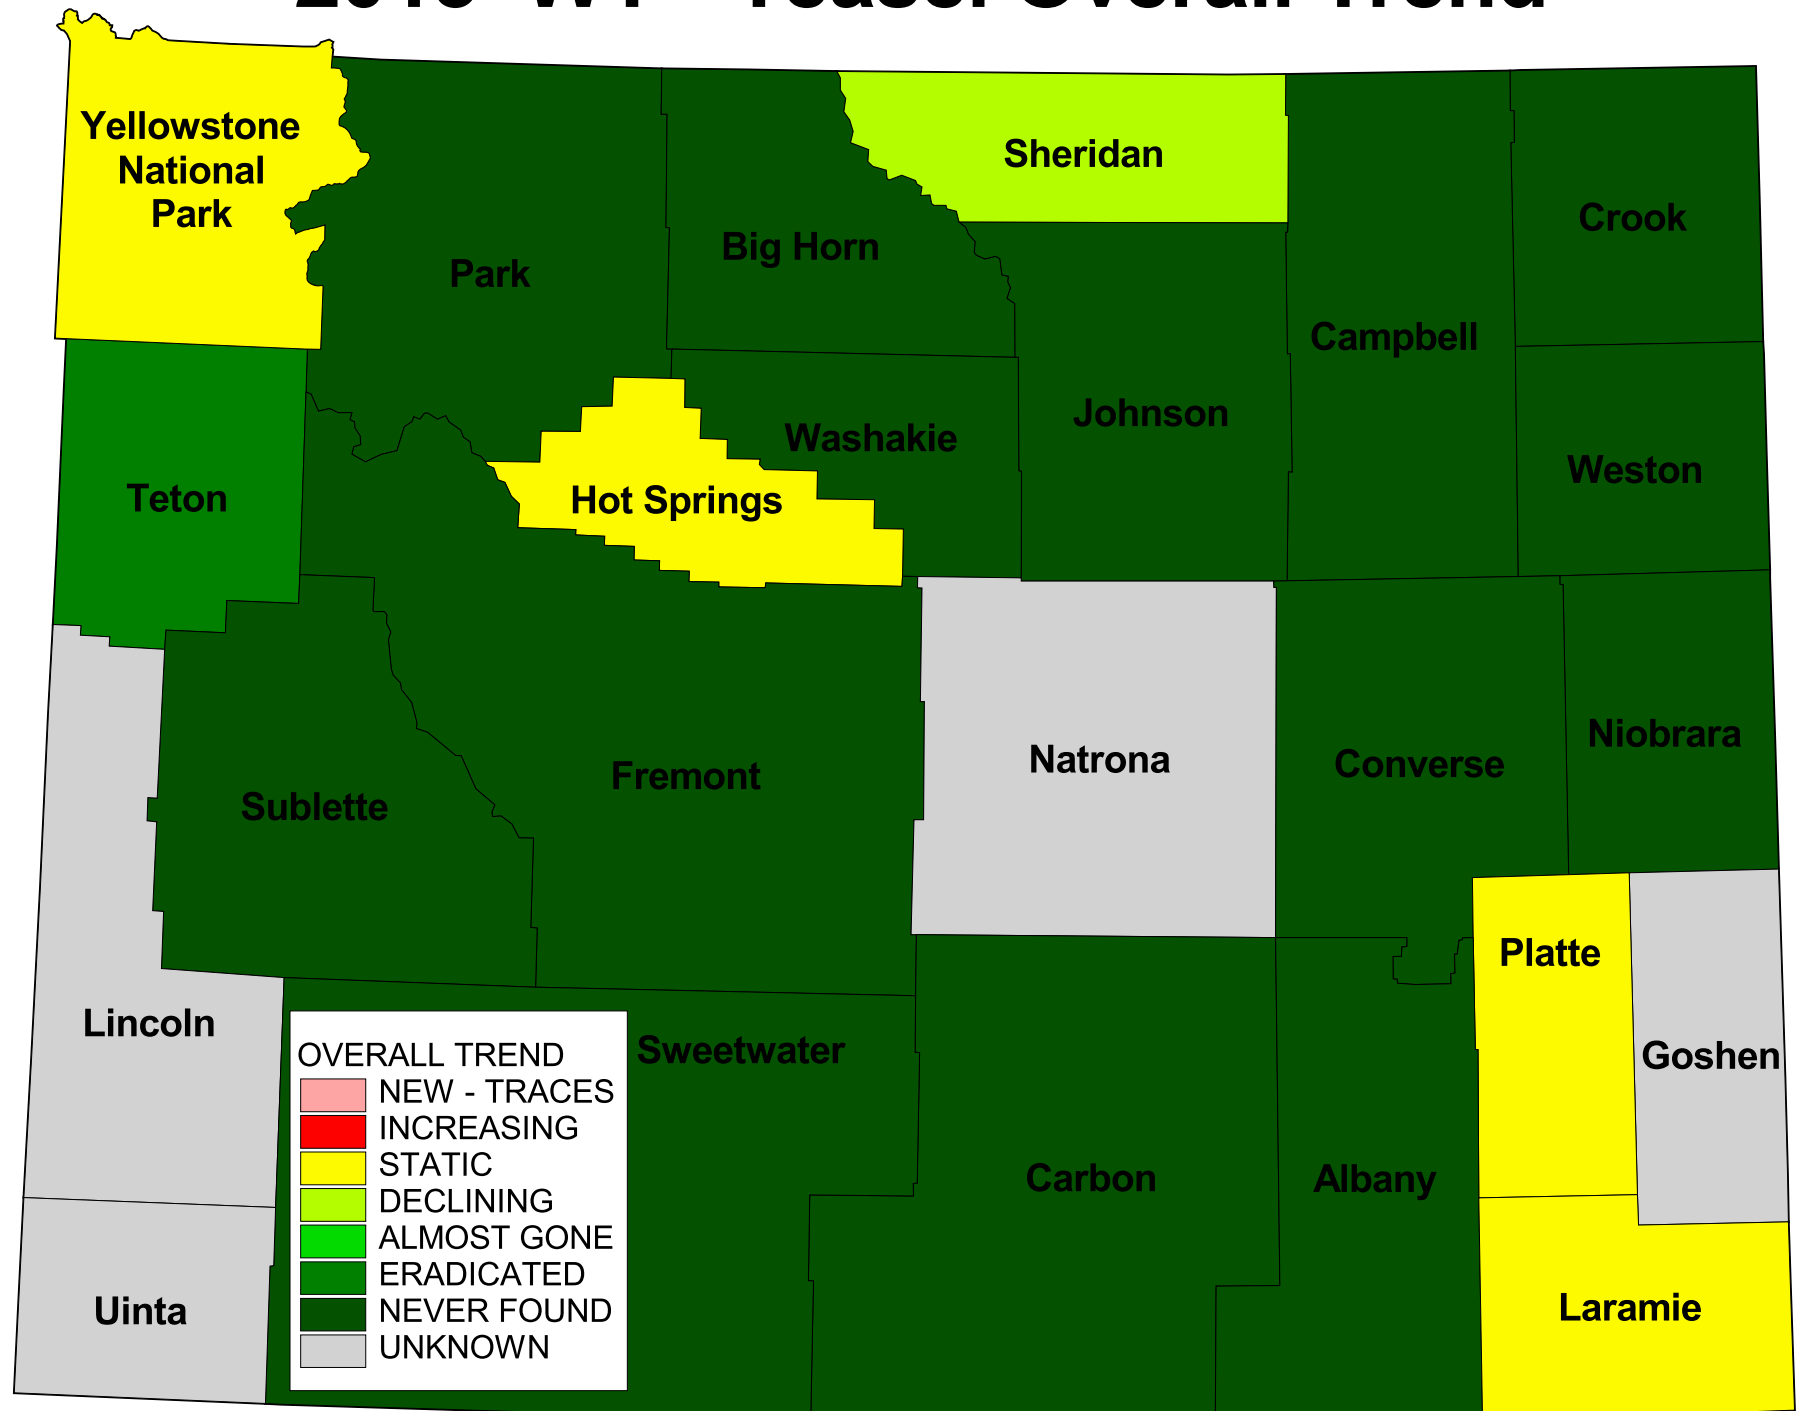 Yellowstone
National
Park
Sheridan
Crook
Big Horn
Park
Campbell
Johnson
Washakie
Weston
Teton
Hot Springs
Niobrara
Natrona
Converse
Fremont
Sublette
Platte
Lincoln
Sweetwater
Goshen
Carbon
Albany
Uinta
Laramie
OVERALL TREND
NEW - TRACES
INCREASING
STATIC
DECLINING
ALMOST GONE
ERADICATED
NEVER FOUND
UNKNOWN